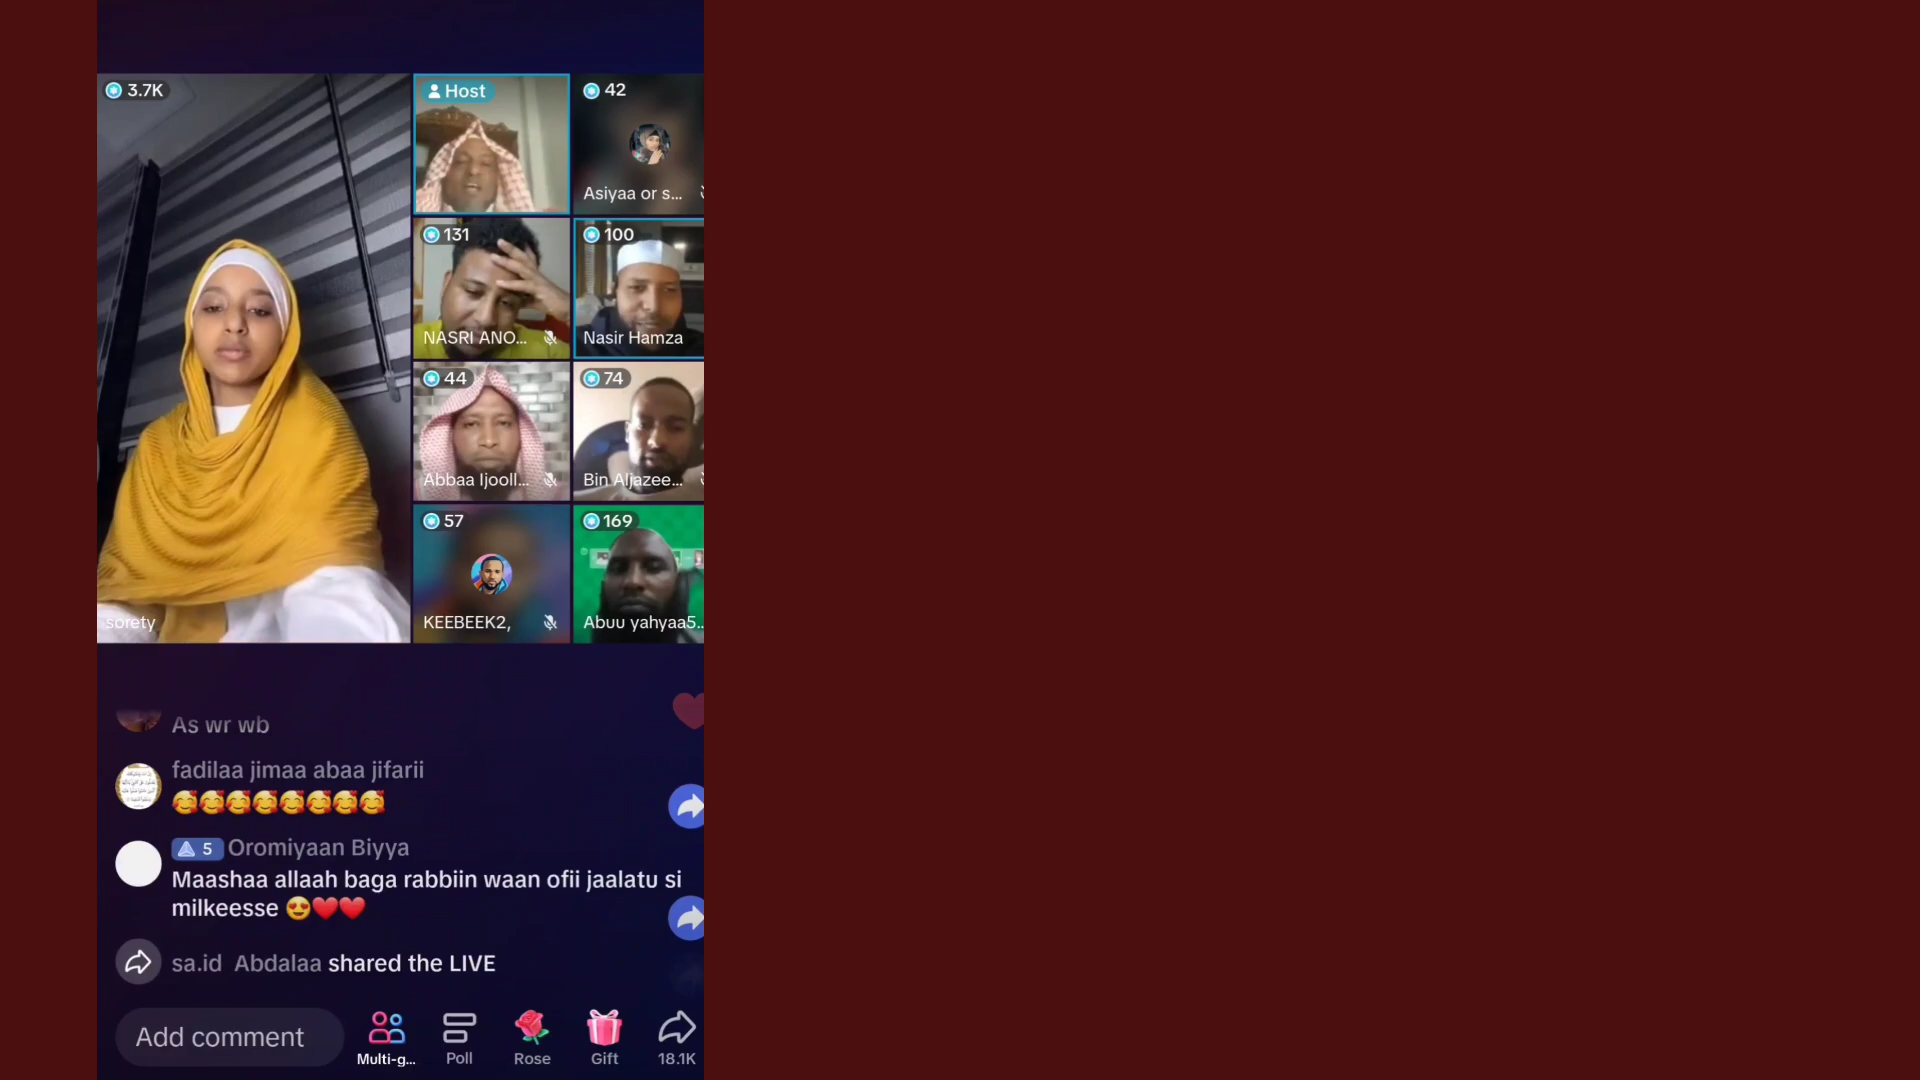 3.7K
Host
42
Asiyaa or s...
131
NASRI ANO...
100
Nasir Hamza
44
Abbaa Ijooll...
74
Bin Aljazee...
57
KEEBEEK2,
169
Abuu yahyaa5..
sorety
As wr wb
fadilaa jimaa abaa jifarii
🥰🥰🥰🥰🥰🥰🥰🥰
5 Oromiyaan Biyya
Maashaa allaah baga rabbiin waan ofii jaalatu si
milkeesse 😍❤️❤️
sa.id Abdalaa shared the LIVE
Add comment
Multi-g...
Poll
Rose
Gift
18.1K